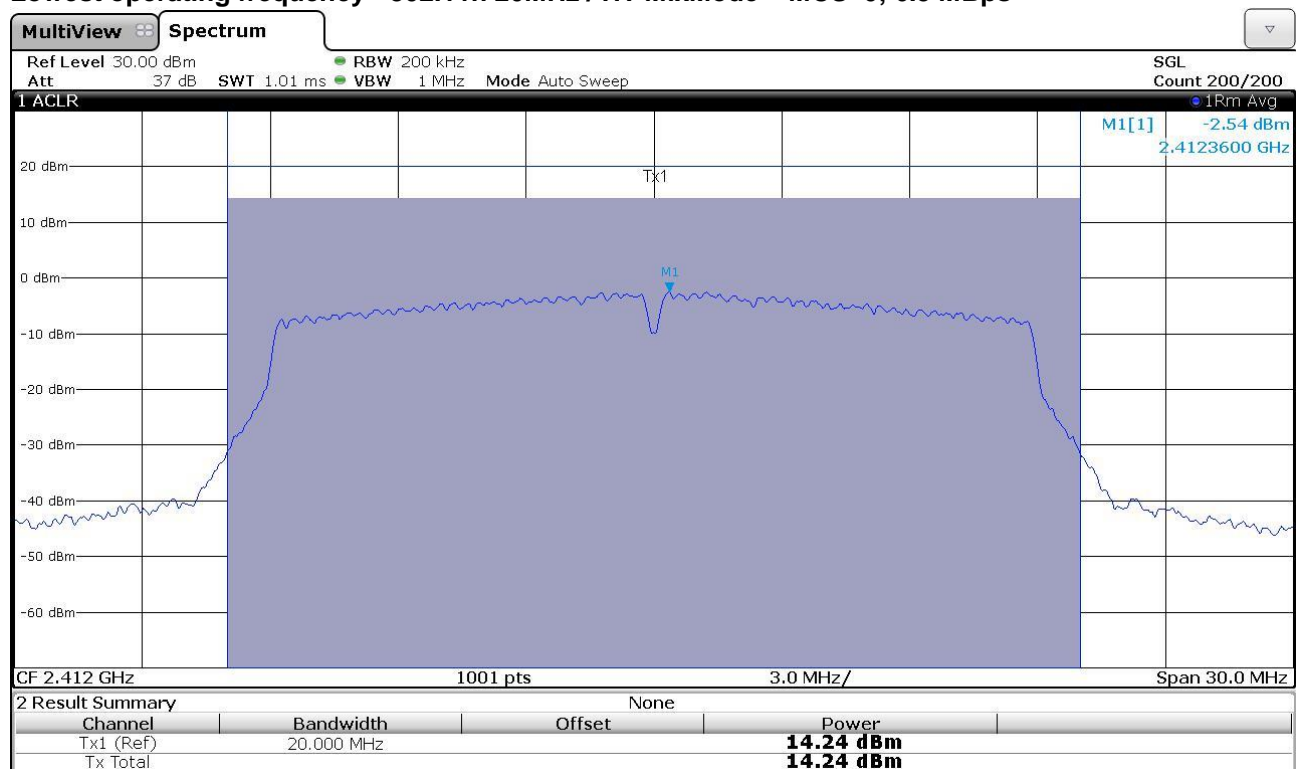 MultiView Spectrum
Ref Level 30.00 dBm RBW 200 kHz SGL
Att 37 dB SWT 1.01 ms VBW 1 MHz Mode Auto Sweep Count 200/200
1 ACLR 1Rm Avg
M1[1] -2.54 dBm
2.4123600 GHz
20 dBm
Tx1
10 dBm
M1
0 dBm
-10 dBm
-20 dBm
-30 dBm
-40 dBm
-50 dBm
-60 dBm
CF 2.412 GHz 1001 pts 3.0 MHz/ Span 30.0 MHz
2 Result Summary None
Channel Bandwidth Offset Power
Tx1 (Ref) 20.000 MHz 14.24 dBm
Tx Total 14.24 dBm